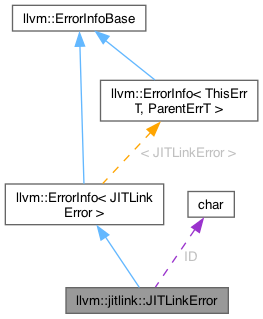 llvm::ErrorInfoBase
llvm::ErrorInfo< ThisErr
T, ParentErrT >
< JITLinkError >
llvm::ErrorInfo< JITLink
Error >
char
ID
llvm::jitlink::JITLinkError